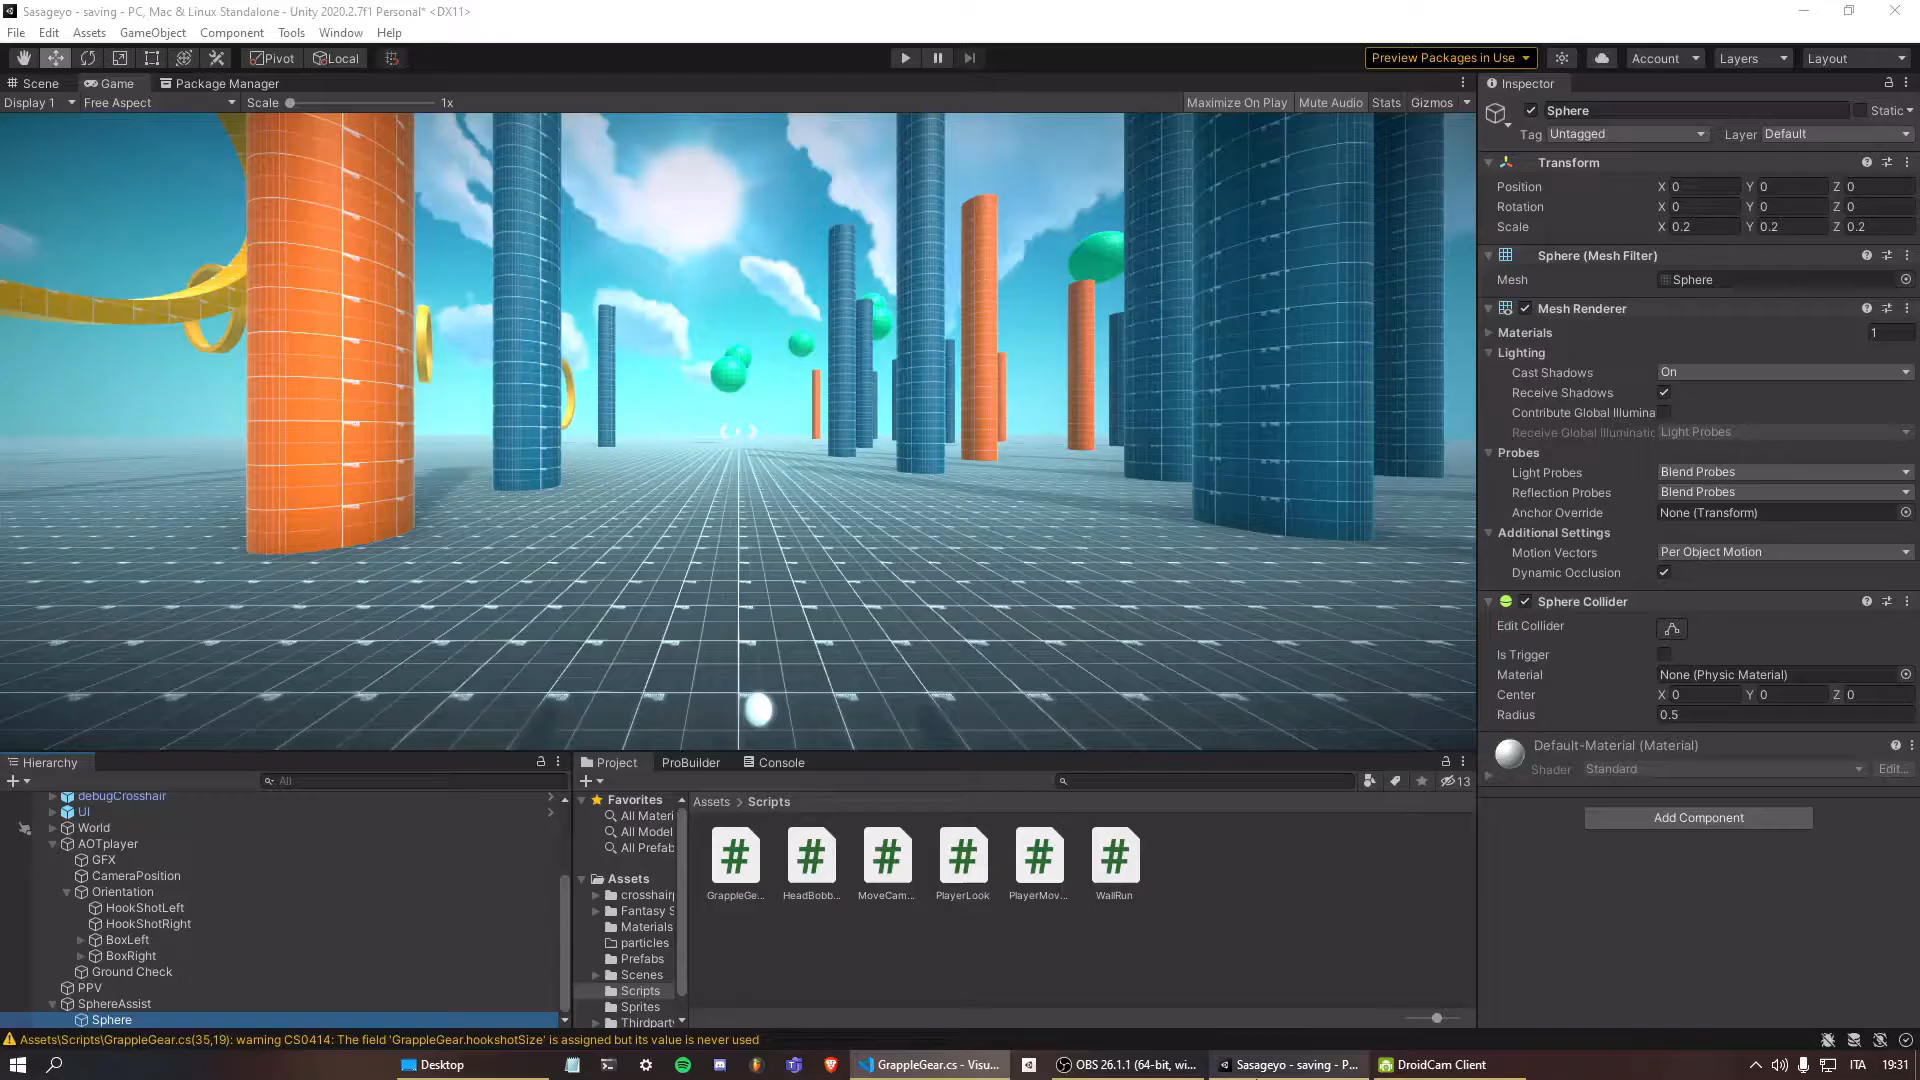 Sasageyo - saving - PC, Mac & Linux Standalone - Unity 2020.2.7f1 Personal* <DX11>
File Edit Assets GameObject Component Tools Window Help
Pivot Local Preview Packages in Use Account Layers Layout
Scene Game Package Manager
Display 1 Free Aspect Scale 1x Maximize On Play Mute Audio Stats Gizmos
Inspector
Sphere Static
Tag Untagged Layer Default
Transform
Position X 0 Y 0 Z 0
Rotation X 0 Y 0 Z 0
Scale X 0.2 Y 0.2 Z 0.2
Sphere (Mesh Filter)
Mesh Sphere
Mesh Renderer
Materials 1
Lighting
Cast Shadows On
Receive Shadows
Contribute Global Illumina
Receive Global Illuminatic Light Probes
Probes
Light Probes Blend Probes
Reflection Probes Blend Probes
Anchor Override None (Transform)
Additional Settings
Motion Vectors Per Object Motion
Dynamic Occlusion
Sphere Collider
Edit Collider
Is Trigger
Material None (Physic Material)
Center X 0 Y 0 Z 0
Radius 0.5
Default-Material (Material)
Shader Standard Edit...
Add Component
Hierarchy
All
debugCrosshair
UI
World
AOTplayer
GFX
CameraPosition
Orientation
HookShotLeft
HookShotRight
BoxLeft
BoxRight
Ground Check
PPV
SphereAssist
Sphere
Project ProBuilder Console
13
Favorites
All Materi
All Model
All Prefab
Assets
crosshair
Fantasy S
Materials
particles
Prefabs
Scenes
Scripts
Sprites
Thirdpart
Assets > Scripts
GrappleGe... HeadBobb... MoveCam... PlayerLook PlayerMov... WallRun
Assets\Scripts\GrappleGear.cs(35,19): warning CS0414: The field 'GrappleGear.hookshotSize' is assigned but its value is never used
Desktop GrappleGear.cs - Visu... OBS 26.1.1 (64-bit, wi... Sasageyo - saving - P... DroidCam Client ITA 19:31